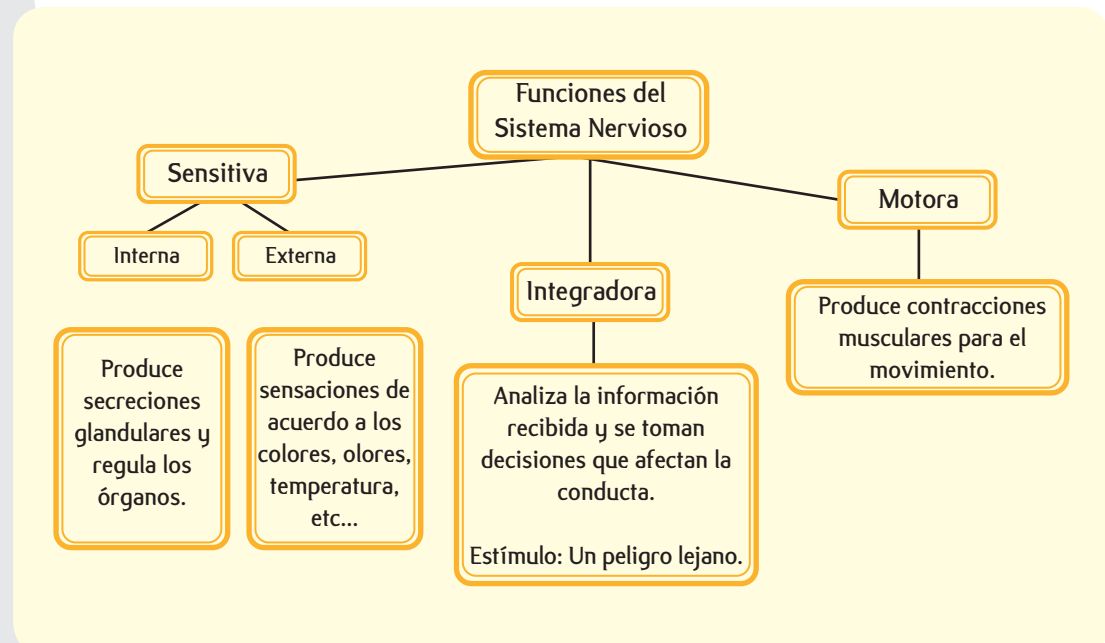 Funciones del
Sistema Nervioso
Sensitiva
Interna
Externa
Produce
secreciones
glandulares y
regula los
órganos.
Produce
sensaciones de
acuerdo a los
colores, olores,
temperatura,
etc...
Integradora
Analiza la información
recibida y se toman
decisiones que afectan la
conducta.
Estímulo: Un peligro lejano.
Motora
Produce contracciones
musculares para el
movimiento.